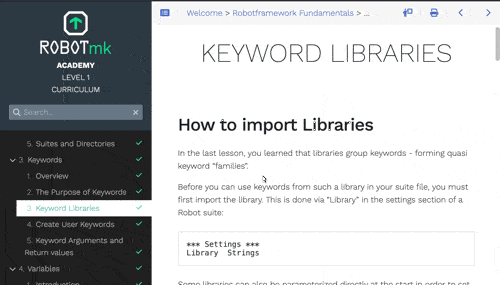 ROBOTmk
ACADEMY
LEVEL 1
CURRICULUM
Search...
5. Suites and Directories
3. Keywords
1. Overview
2. The Purpose of Keywords
3. Keyword Libraries
4. Create User Keywords
5. Keyword Arguments and
Return values
4. Variables
Welcome > Robotframework Fundamentals > ...
KEYWORD LIBRARIES
How to import Libraries
In the last lesson, you learned that libraries group keywords - forming quasi
keyword “families”.
Before you can use keywords from such a library in your suite file, you must
first import the library. This is done via “Library” in the settings section of a
Robot suite:
*** Settings ***
Library  Strings
Some libraries can also be parameterized directly at the start in order to set